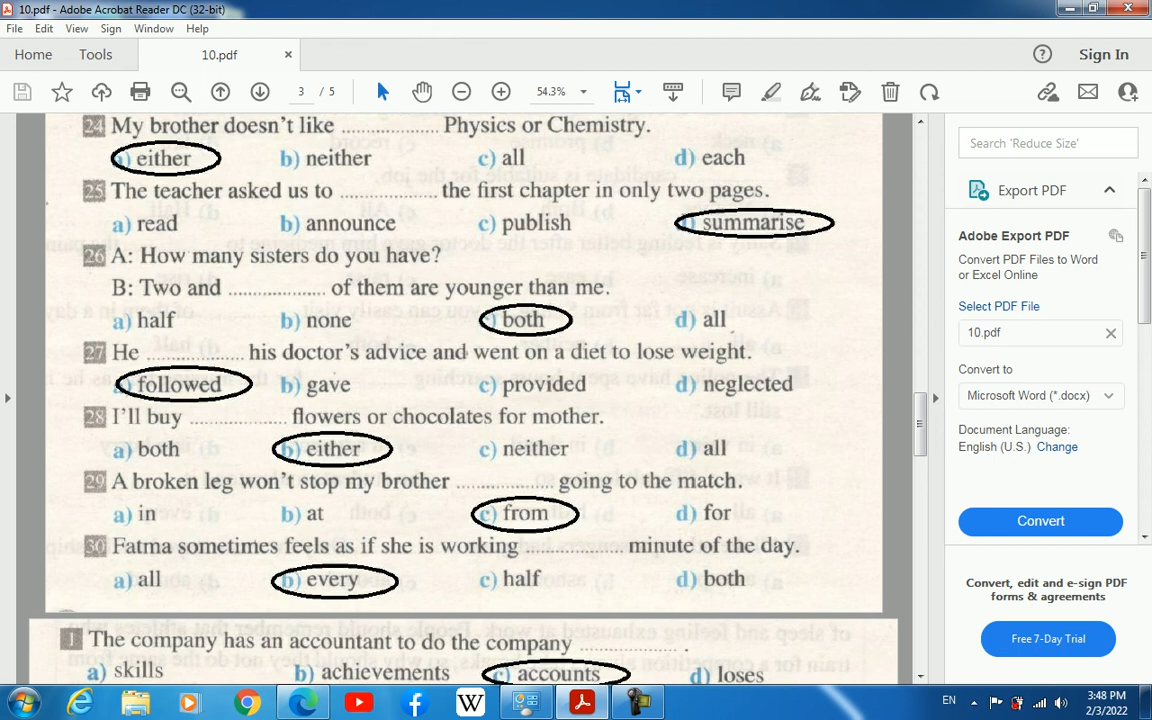 10.pdf - Adobe Acrobat Reader DC (32-bit)
File Edit View Sign Window Help
Home Tools 10.pdf × Sign In
3 / 5 54.3%
24 My brother doesn't like .................. Physics or Chemistry.
a) either b) neither c) all d) each
25 The teacher asked us to .................. the first chapter in only two pages.
a) read b) announce c) publish d) summarise
26 A: How many sisters do you have?
B: Two and .................. of them are younger than me.
a) half b) none c) both d) all
27 He .................. his doctor's advice and went on a diet to lose weight.
a) followed b) gave c) provided d) neglected
28 I'll buy .................. flowers or chocolates for mother.
a) both b) either c) neither d) all
29 A broken leg won't stop my brother .................. going to the match.
a) in b) at c) from d) for
30 Fatma sometimes feels as if she is working .................. minute of the day.
a) all b) every c) half d) both
1 The company has an accountant to do the company .................. .
a) skills b) achievements c) accounts d) loses
Search 'Reduce Size'
Export PDF
Adobe Export PDF
Convert PDF Files to Word
or Excel Online
Select PDF File
10.pdf
Convert to
Microsoft Word (*.docx)
Document Language:
English (U.S.) Change
Convert
Convert, edit and e-sign PDF
forms & agreements
Free 7-Day Trial
EN
3:48 PM
2/3/2022